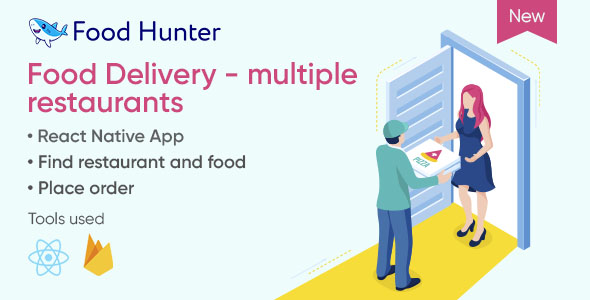 Food Hunter
New
Food Delivery - multiple
restaurants
• React Native App
• Find restaurant and food
• Place order
Tools used
PIZZA